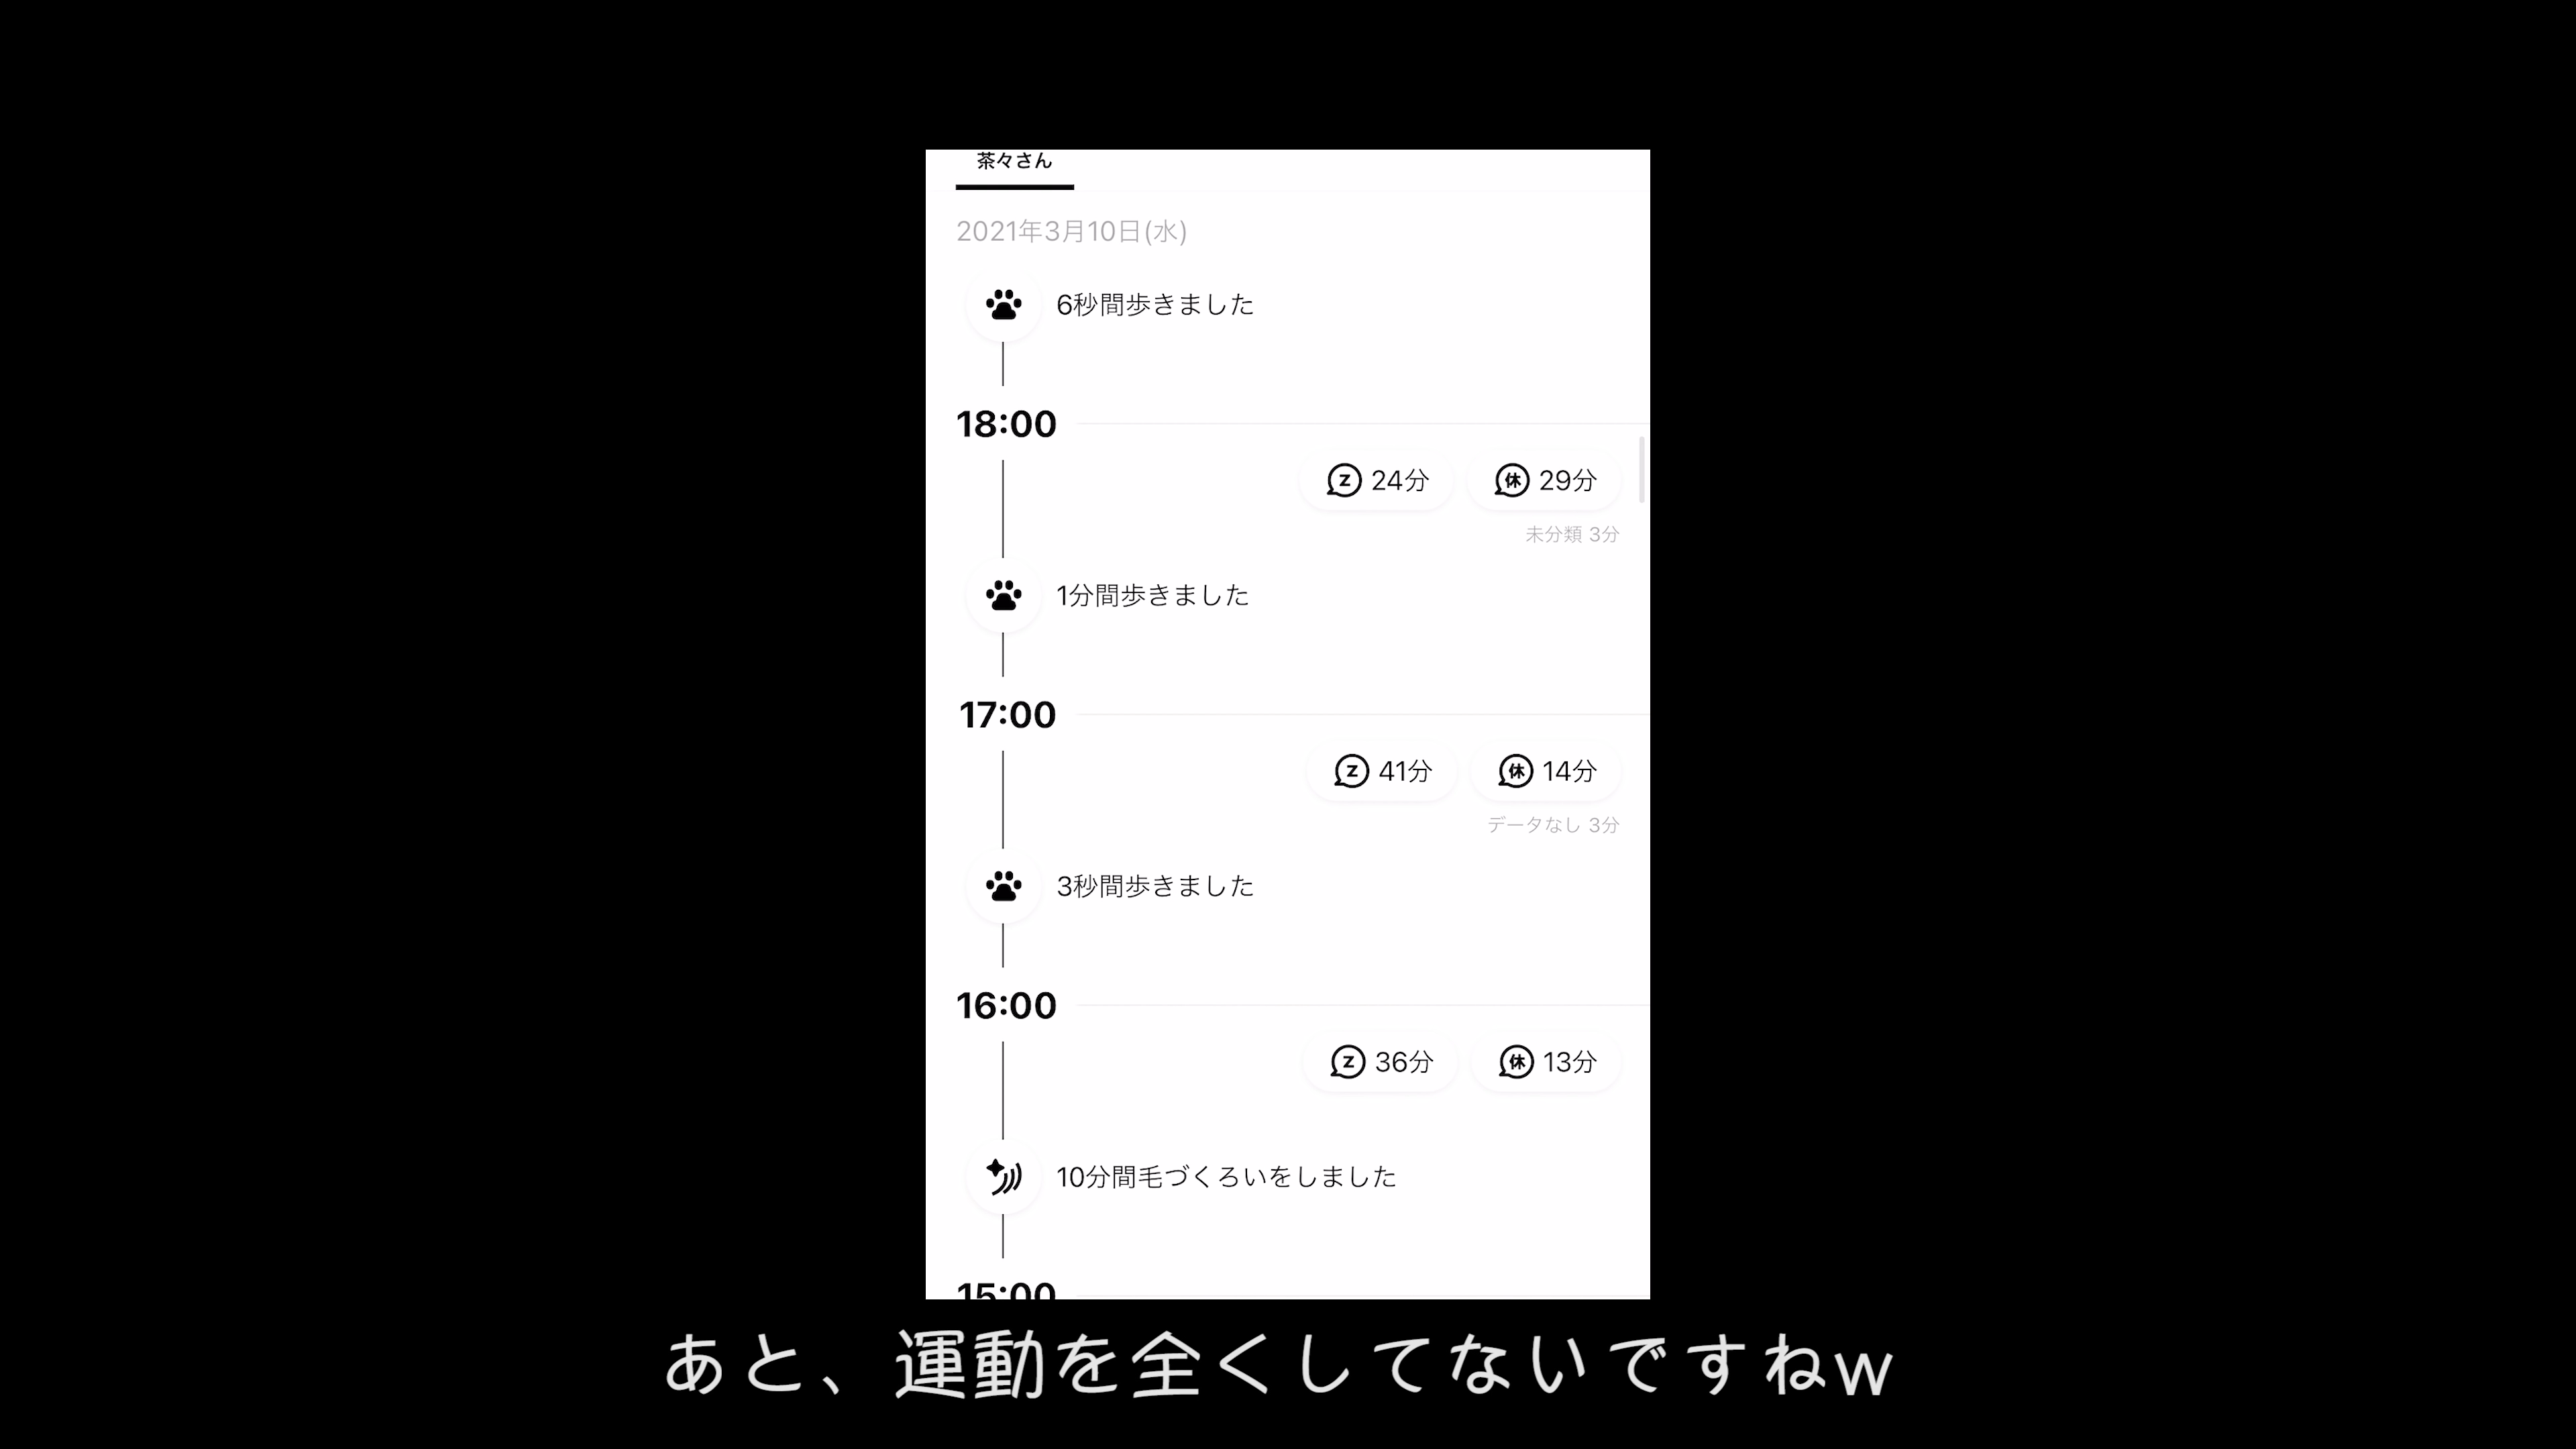 茶々さん
2021年3月10日(水)
6秒間歩きました
18:00
Z 24分 休 29分
未分類 3分
1分間歩きました
17:00
Z 41分 休 14分
データなし 3分
3秒間歩きました
16:00
Z 36分 休 13分
10分間毛づくろいをしました
15:00
あと、運動を全くしてないですねw